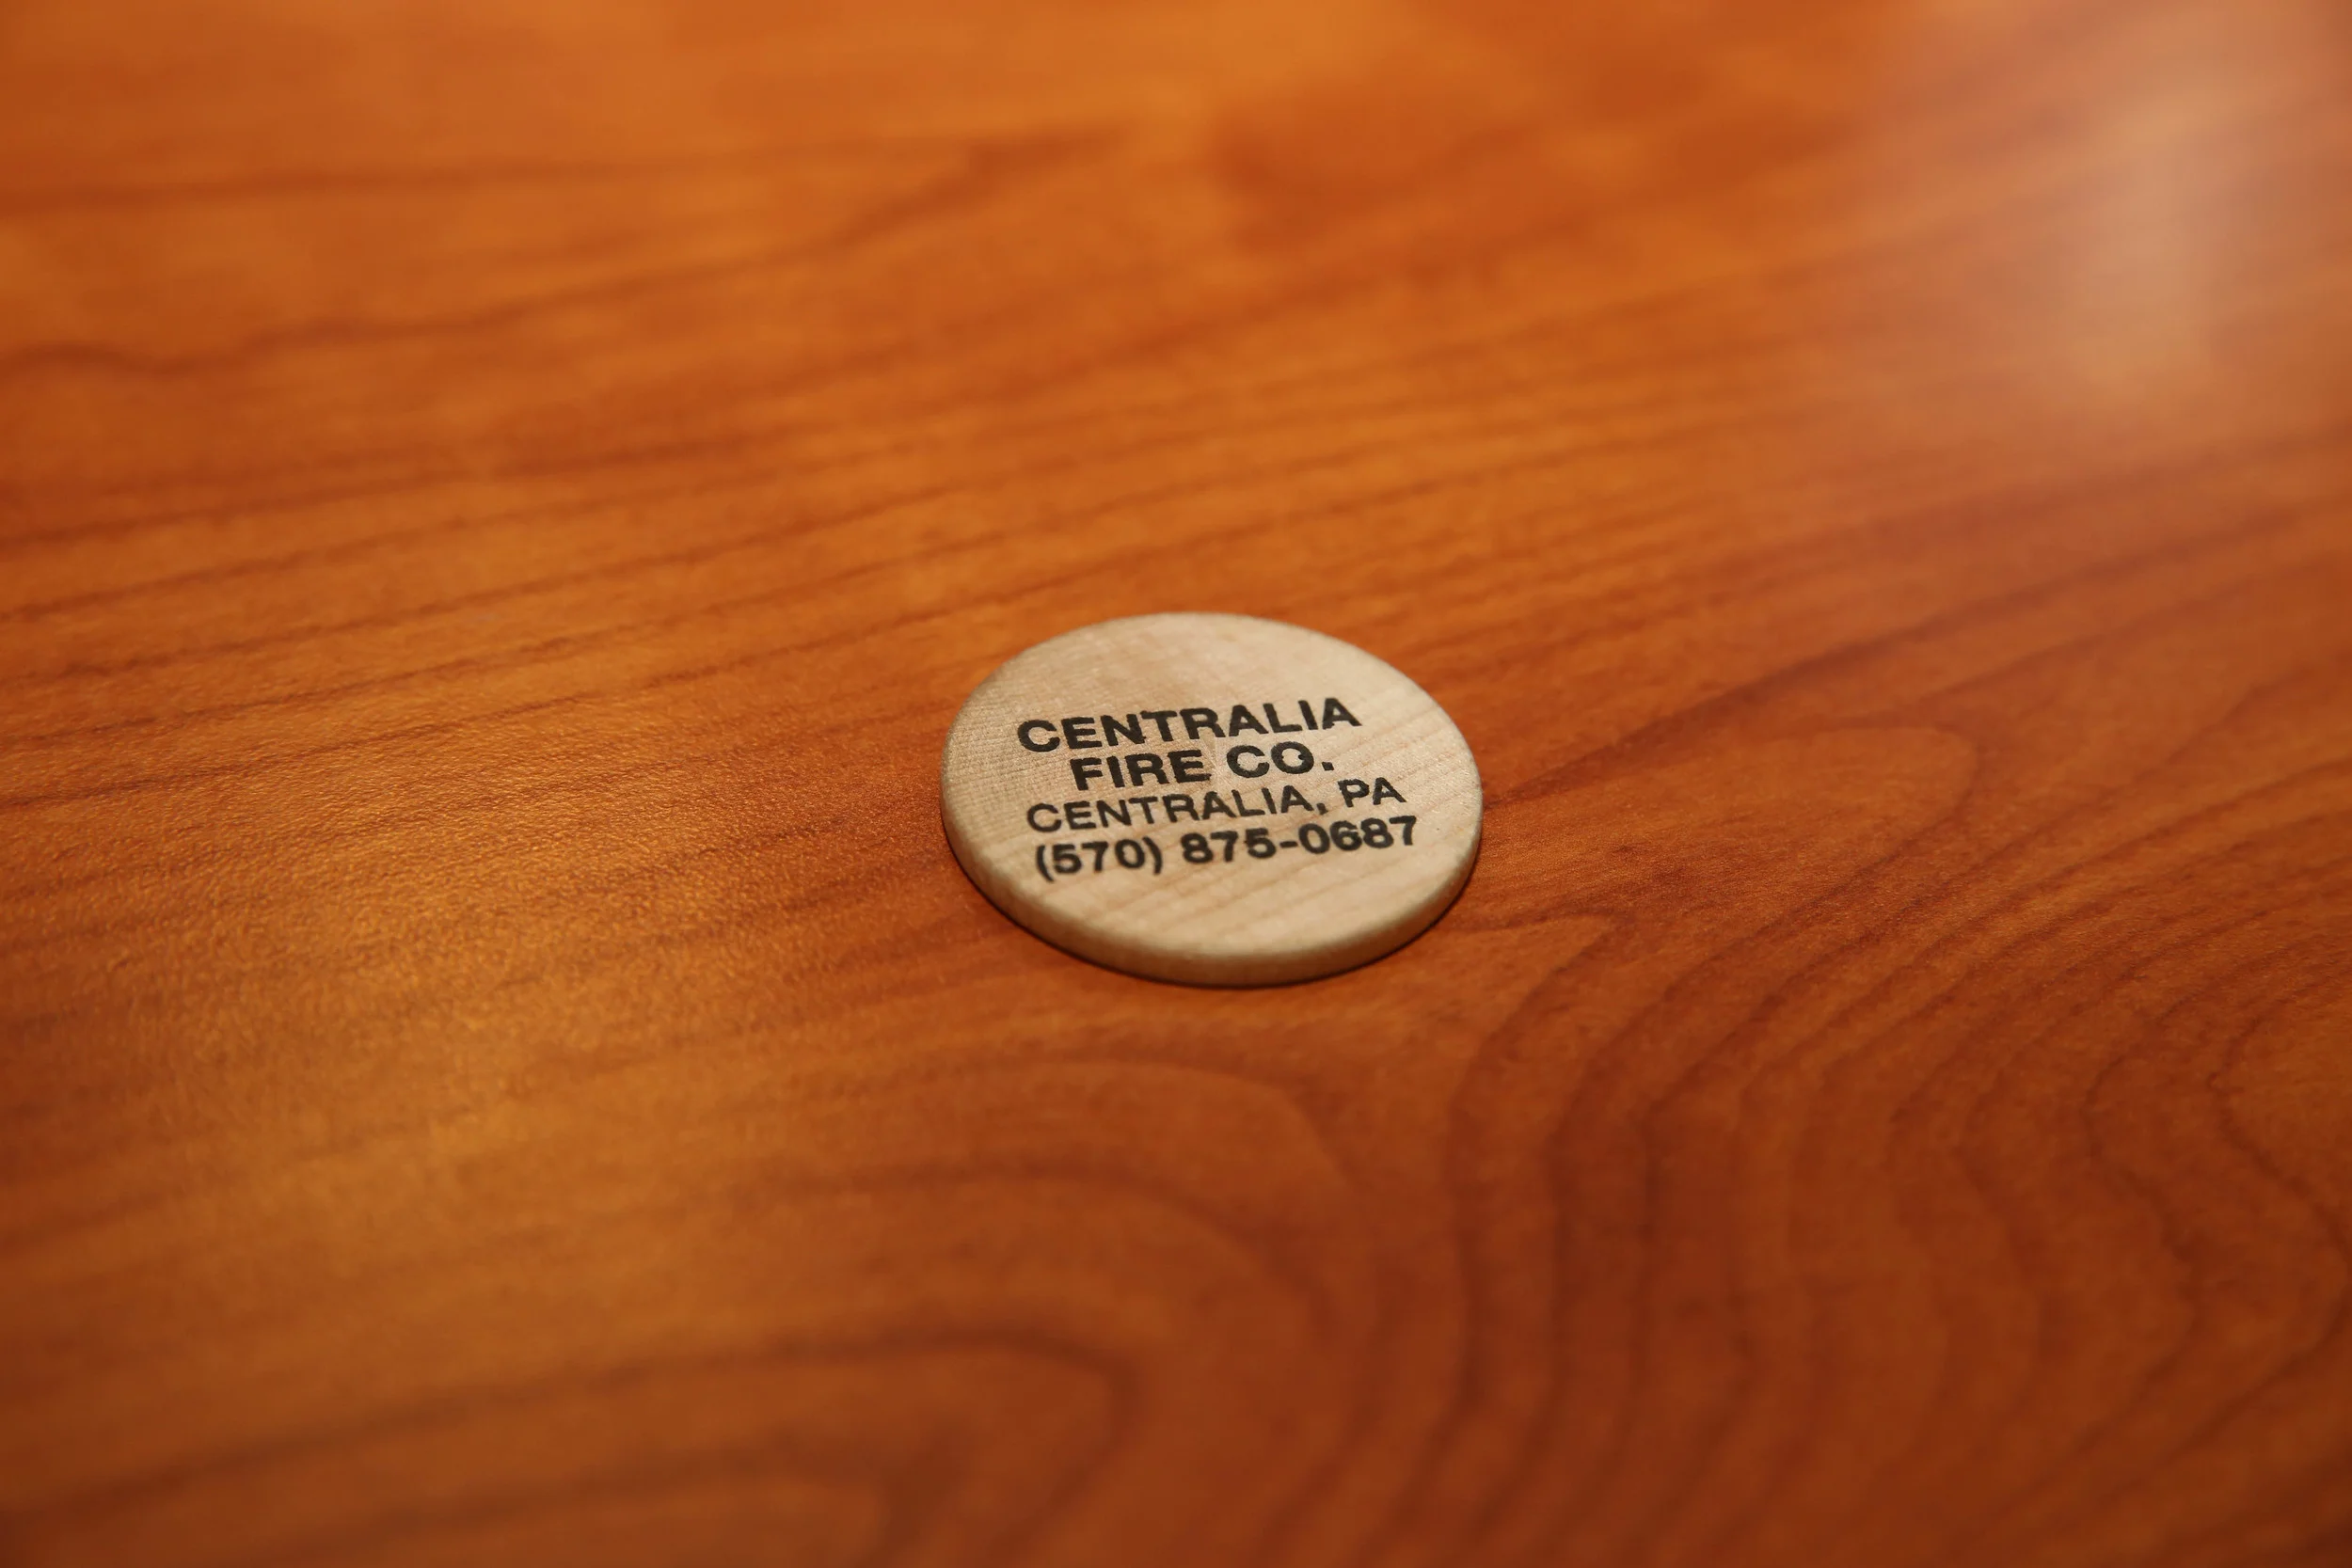 CENTRALIA
FIRE CO.
CENTRALIA, PA
(570) 875-0687